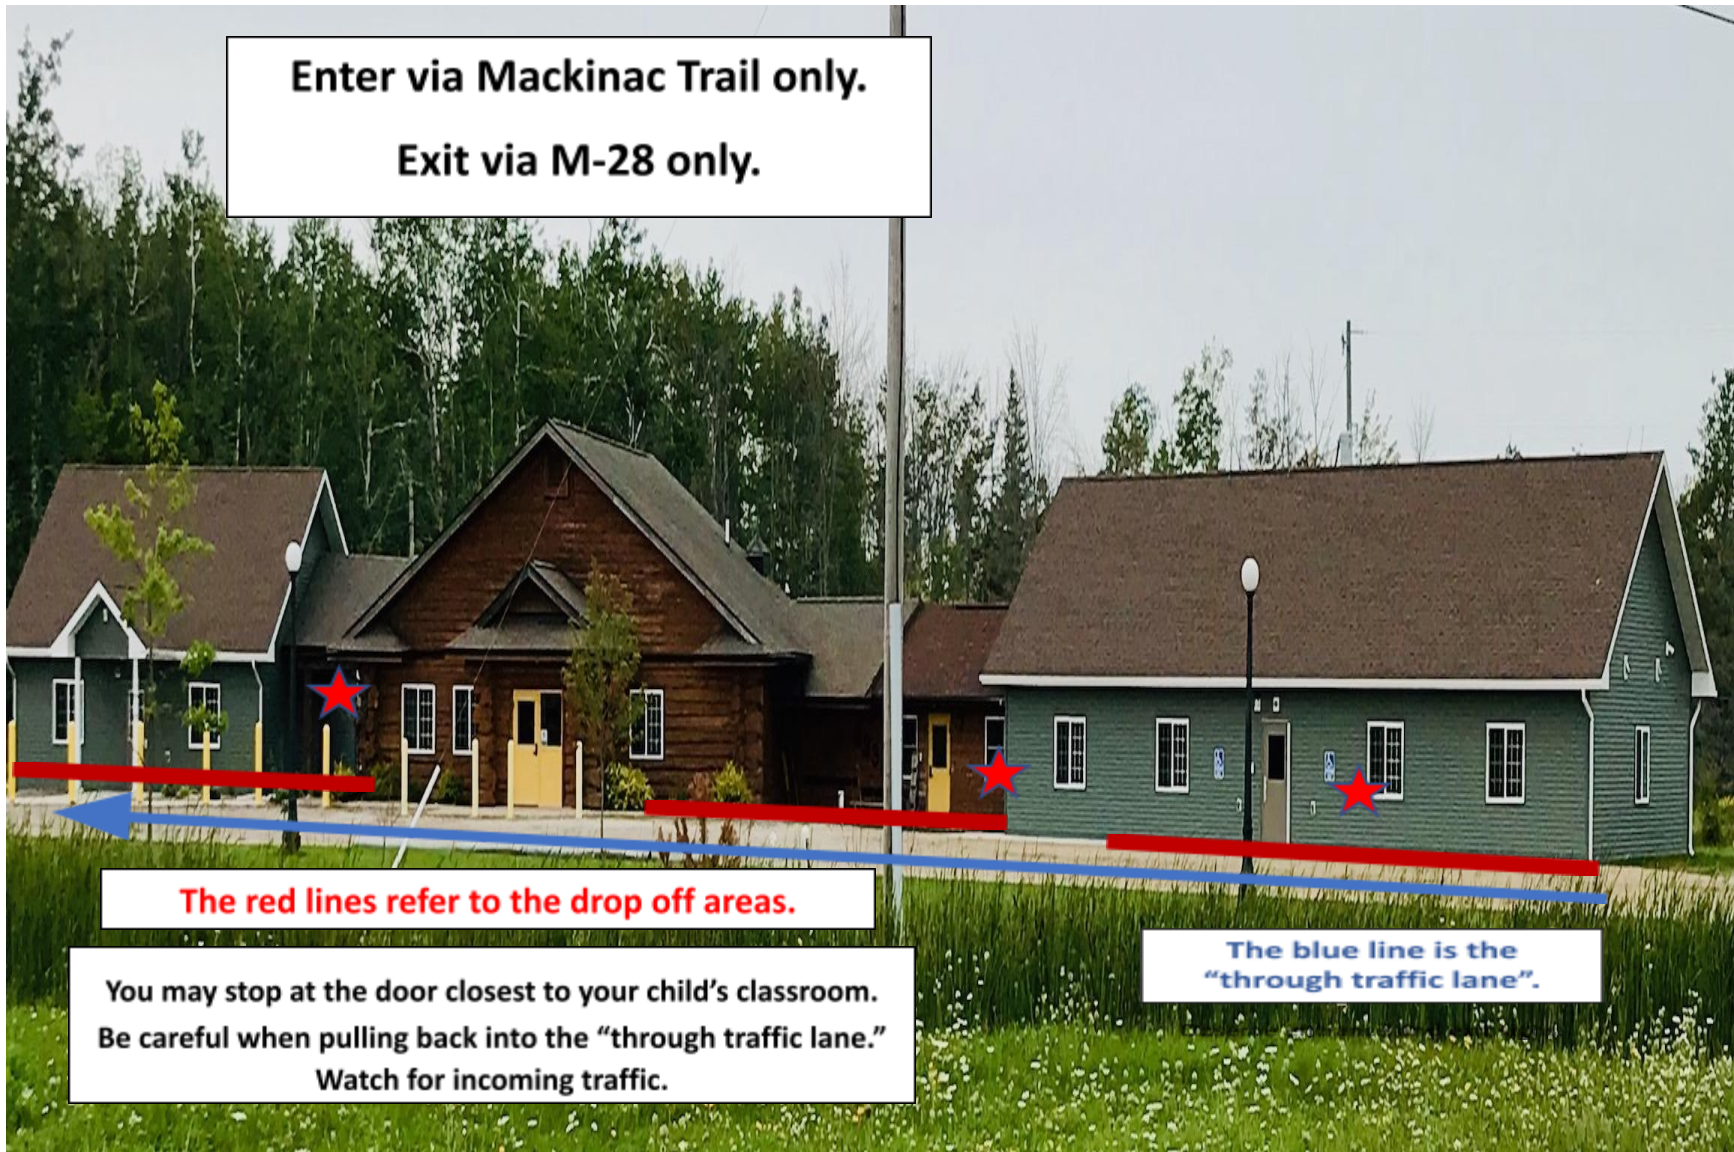 Enter via Mackinac Trail only.
Exit via M-28 only.
The red lines refer to the drop off areas.
You may stop at the door closest to your child’s classroom.
Be careful when pulling back into the “through traffic lane.”
Watch for incoming traffic.
The blue line is the
“through traffic lane”.